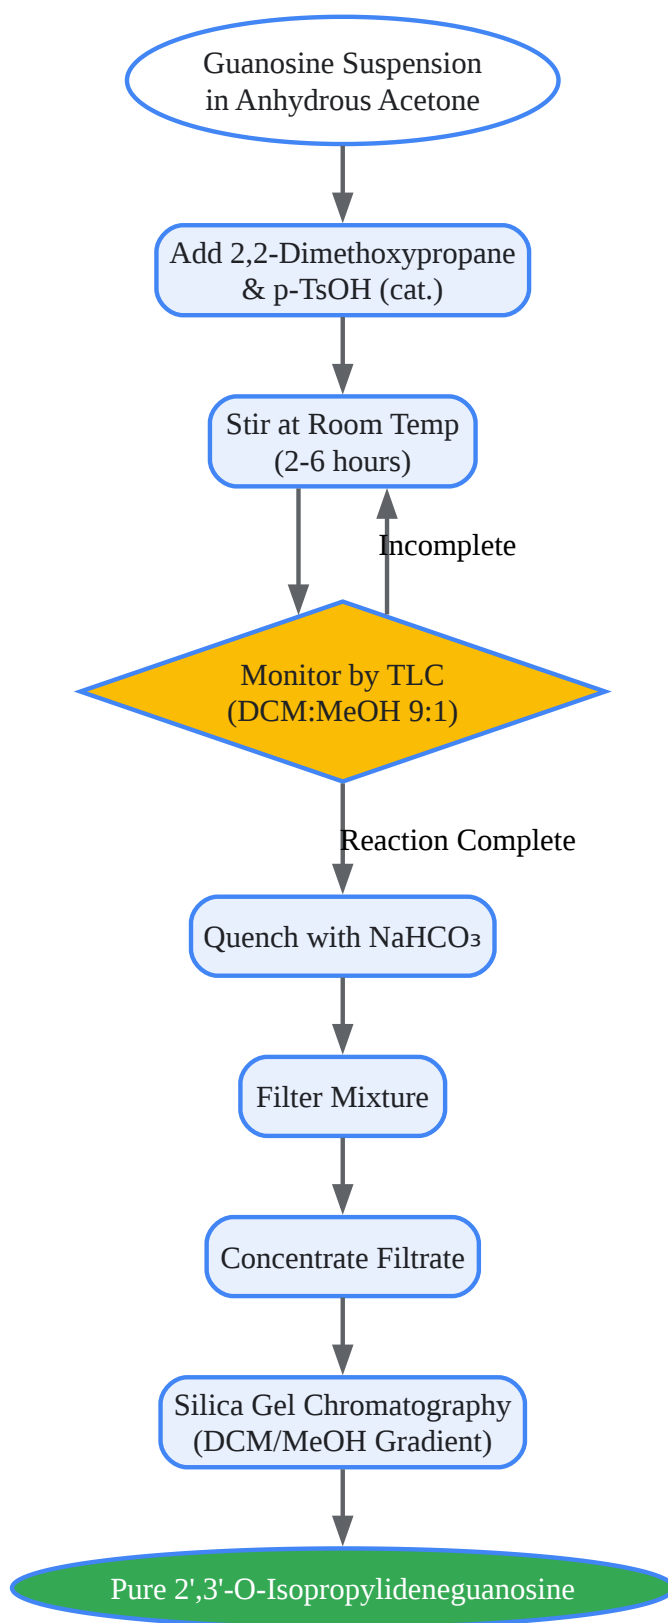 Guanosine Suspension
in Anhydrous Acetone
Add 2,2-Dimethoxypropane
& p-TsOH (cat.)
Stir at Room Temp
(2-6 hours)
Incomplete
Monitor by TLC
(DCM:MeOH 9:1)
Reaction Complete
Quench with NaHCO₃
Filter Mixture
Concentrate Filtrate
Silica Gel Chromatography
(DCM/MeOH Gradient)
Pure 2',3'-O-Isopropylideneguanosine